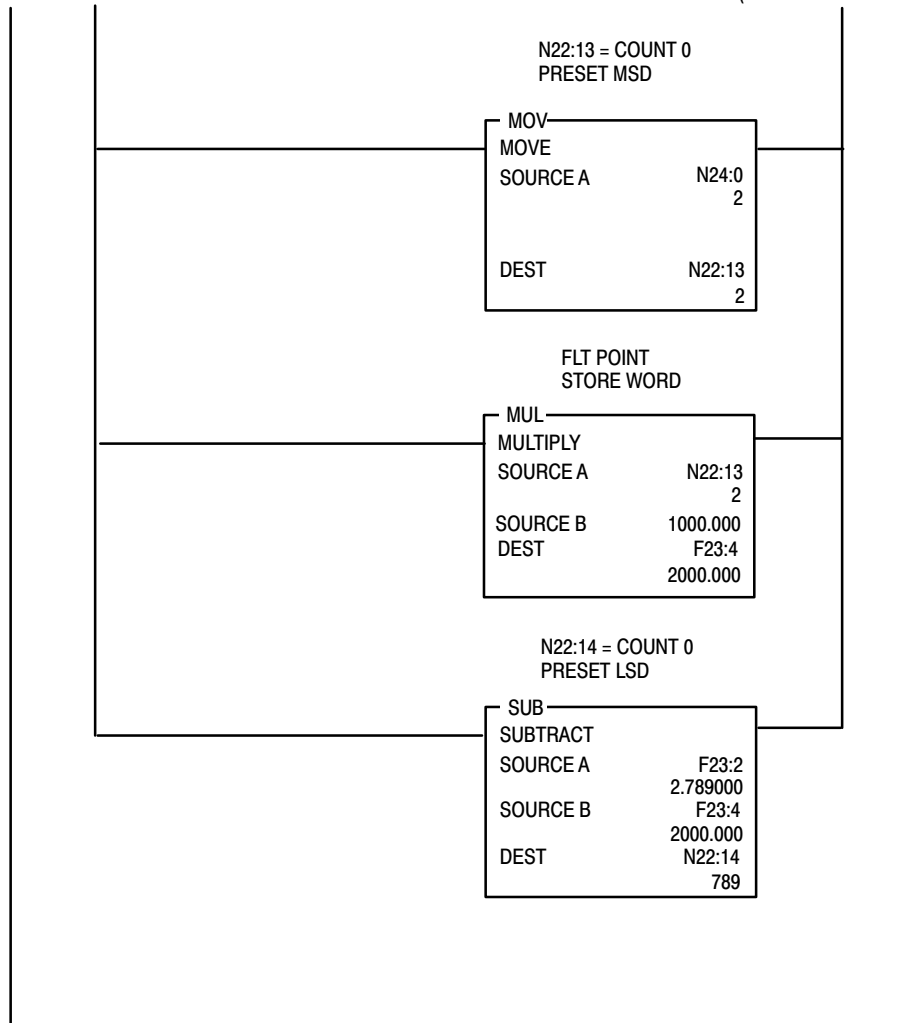 N22:13 = COUNT 0
PRESET MSD
MOV
MOVE
SOURCE A N24:0
2
DEST N22:13
2
FLT POINT
STORE WORD
MUL
MULTIPLY
SOURCE A N22:13
2
SOURCE B 1000.000
DEST F23:4
2000.000
N22:14 = COUNT 0
PRESET LSD
SUB
SUBTRACT
SOURCE A F23:2
2.789000
SOURCE B F23:4
2000.000
DEST N22:14
789